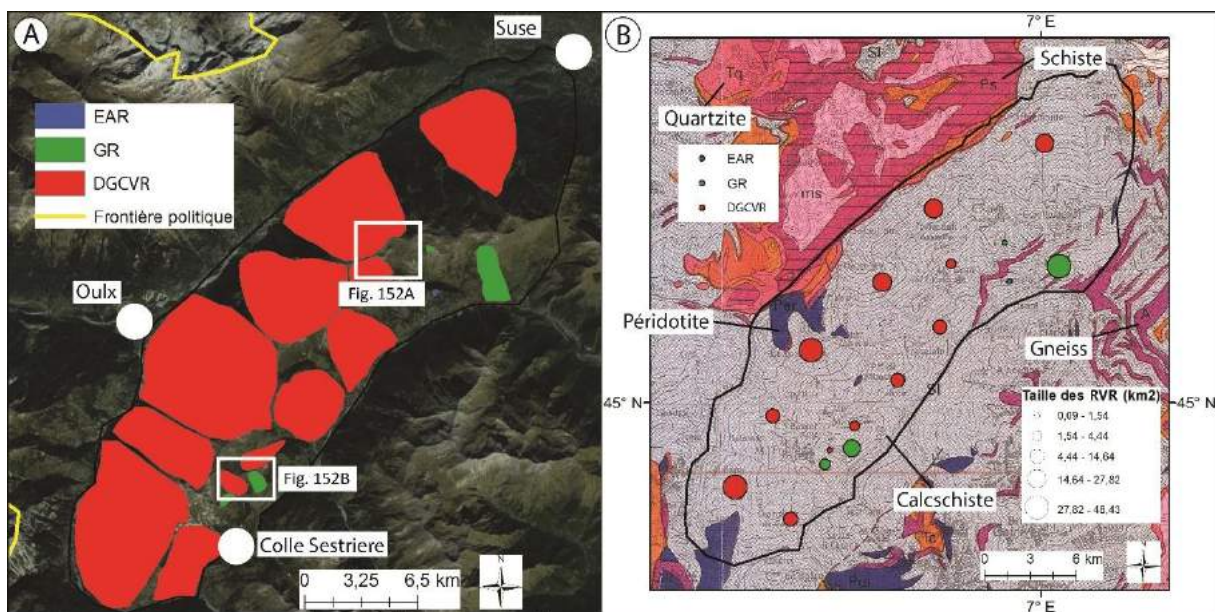 A
Suse
EAR
GR
DGCVR
Frontière politique
Fig. 152A
Oulx
Fig. 152B
Colle Sestriere
N
0 3,25 6,5 km
B
7° E
Schiste
Quartzite
EAR
GR
DGCVR
Péridotite
Gneiss
45° N
45° N
Taille des RVR (km2)
0,09 - 1,54
1,54 - 4,44
4,44 - 14,64
14,64 - 27,82
27,82 - 48,43
Calcschiste
0 3 6 km
7° E